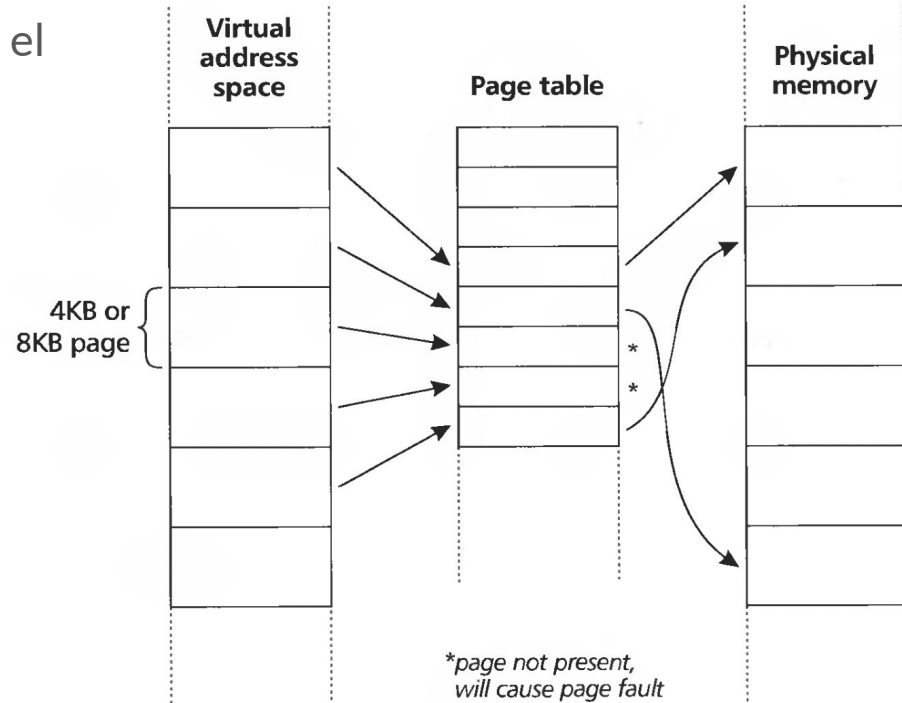 el
Virtual
address
space
Page table
Physical
memory
4KB or
8KB page
*
*
*page not present,
will cause page fault